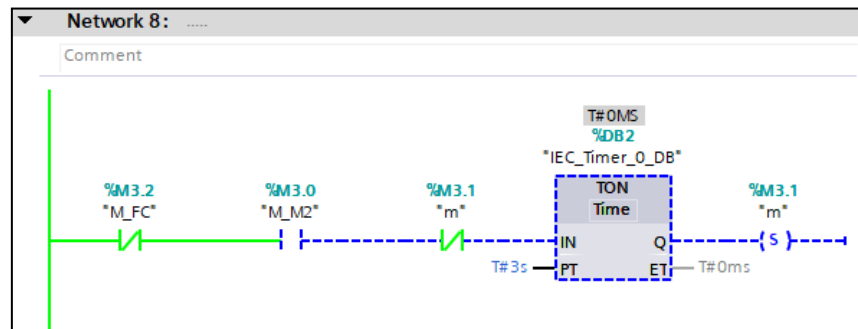 Network 8: .....
Comment
T#0MS
%DB2
"IEC_Timer_0_DB"
%M3.2 %M3.0 %M3.1 TON %M3.1
"M_FC" "M_M2" "m" Time "m"
IN Q S
T#3s PT ET T#0ms